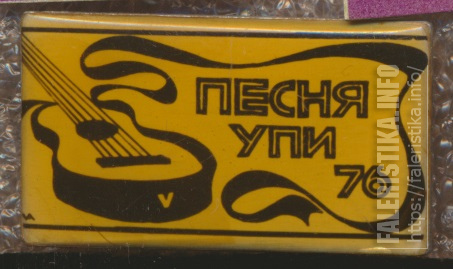 ПЕСНЯ
УПИ
76
V
FALERISTIKA.INFO
https://faleristika.info/